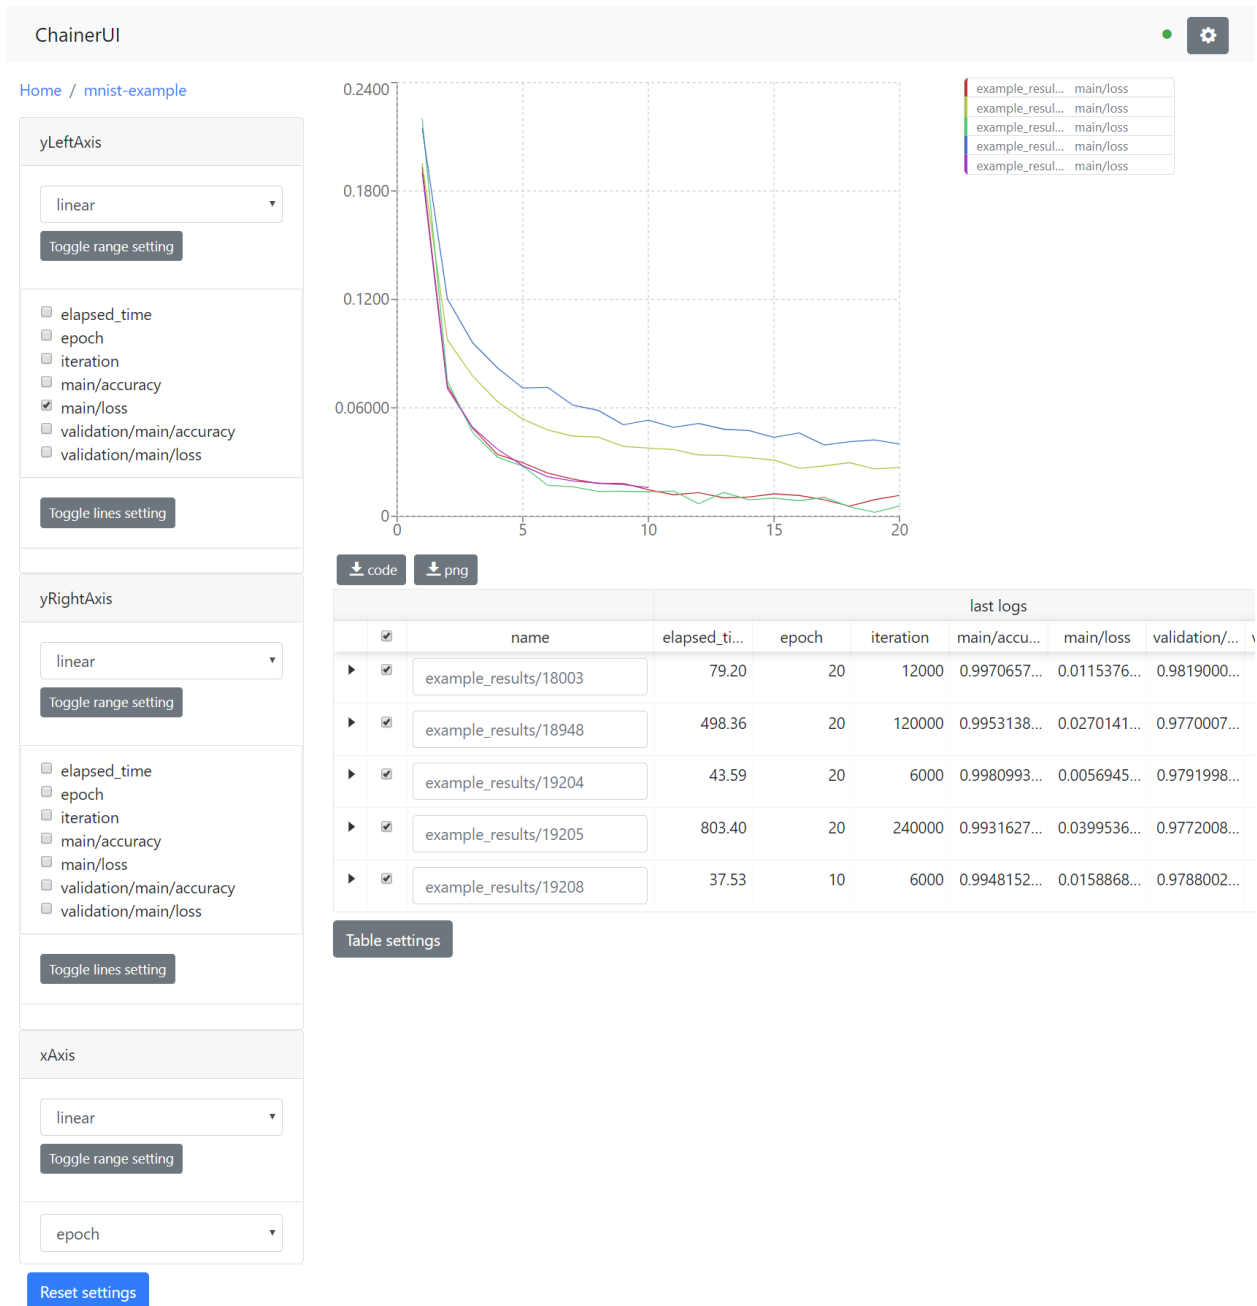 ChainerUI
Home / mnist-example
yLeftAxis
linear
Toggle range setting
elapsed_time
epoch
iteration
main/accuracy
main/loss
validation/main/accuracy
validation/main/loss
Toggle lines setting
yRightAxis
linear
Toggle range setting
elapsed_time
epoch
iteration
main/accuracy
main/loss
validation/main/accuracy
validation/main/loss
Toggle lines setting
xAxis
linear
Toggle range setting
epoch
Reset settings
0.2400
0.1800
0.1200
0.06000
0
0 5 10 15 20
example_resul... main/loss
example_resul... main/loss
example_resul... main/loss
example_resul... main/loss
example_resul... main/loss
code png
last logs
name elapsed_ti... epoch iteration main/accu... main/loss validation/...
example_results/18003 79.20 20 12000 0.9970657... 0.0115376... 0.9819000...
example_results/18948 498.36 20 120000 0.9953138... 0.0270141... 0.9770007...
example_results/19204 43.59 20 6000 0.9980993... 0.0056945... 0.9791998...
example_results/19205 803.40 20 240000 0.9931627... 0.0399536... 0.9772008...
example_results/19208 37.53 10 6000 0.9948152... 0.0158868... 0.9788002...
Table settings